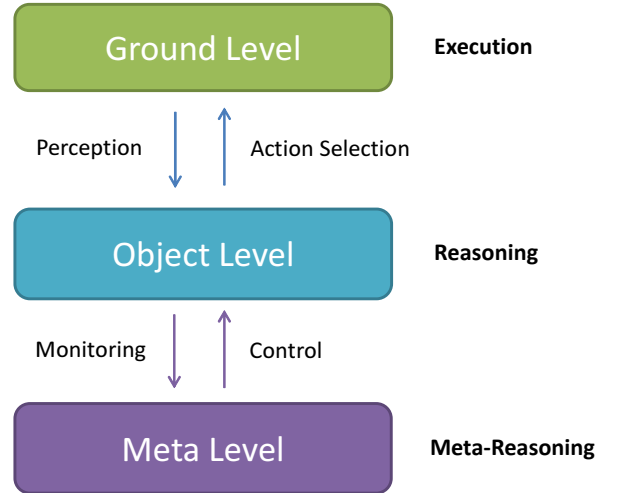 Ground Level
Execution
Perception
Action Selection
Object Level
Reasoning
Monitoring
Control
Meta Level
Meta-Reasoning